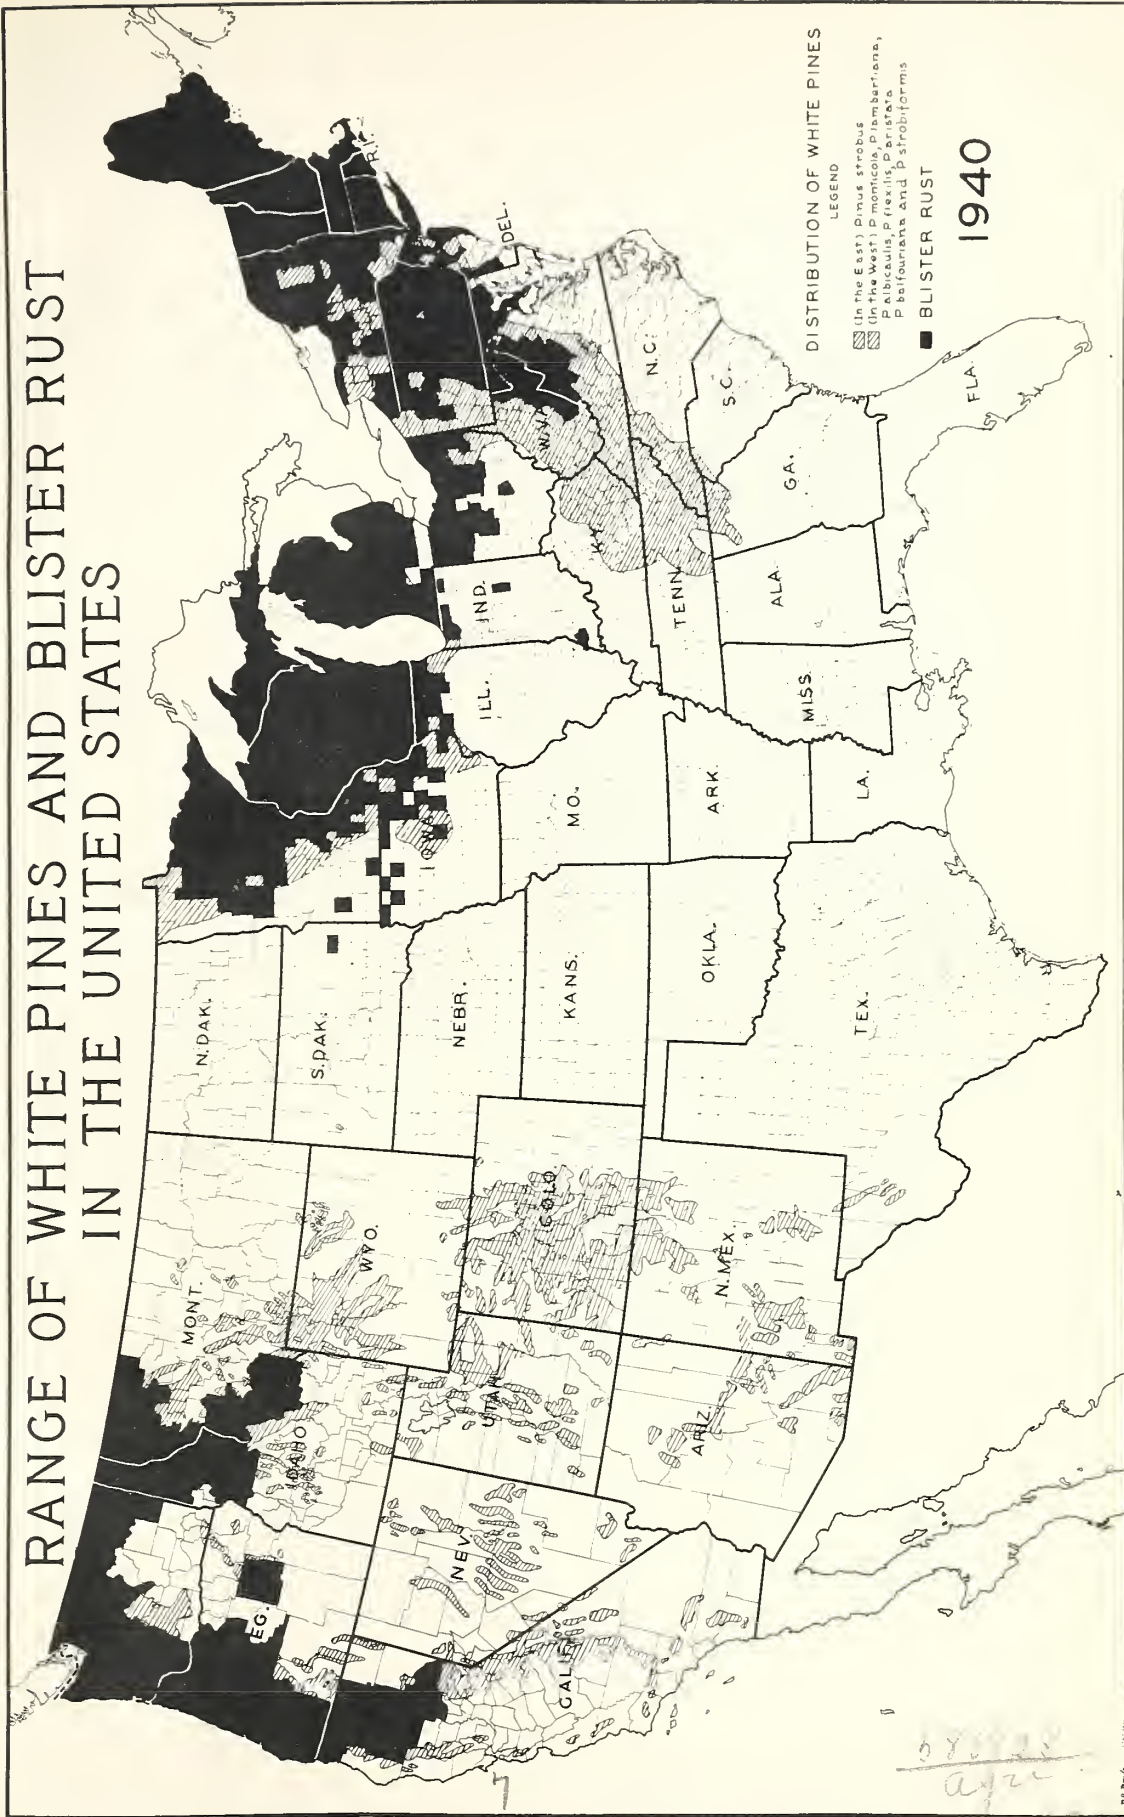 RANGE OF WHITE PINES AND BLISTER RUST
IN THE UNITED STATES
MONT.
N. DAK.
IDAHO
WYO.
S. DAK.
EG.
NEBR.
IOWA
NEV.
UTAH
COLO
KANS.
MO.
ILL.
IND.
KY.
W.VA.
DEL.
R.I.
CALIF
ARIZ.
N. MEX.
OKLA.
ARK.
TENN.
N.C.
S.C.
TEX.
LA.
MISS.
ALA.
GA.
FLA.
DISTRIBUTION OF WHITE PINES
LEGEND
(In the East) Pinus strobus
(In the West) P. monticola, P. lambertiana,
P. albicaulis, P. flexilis, P. aristata
P. balfouriana and P. strobiformis
BLISTER RUST
1940